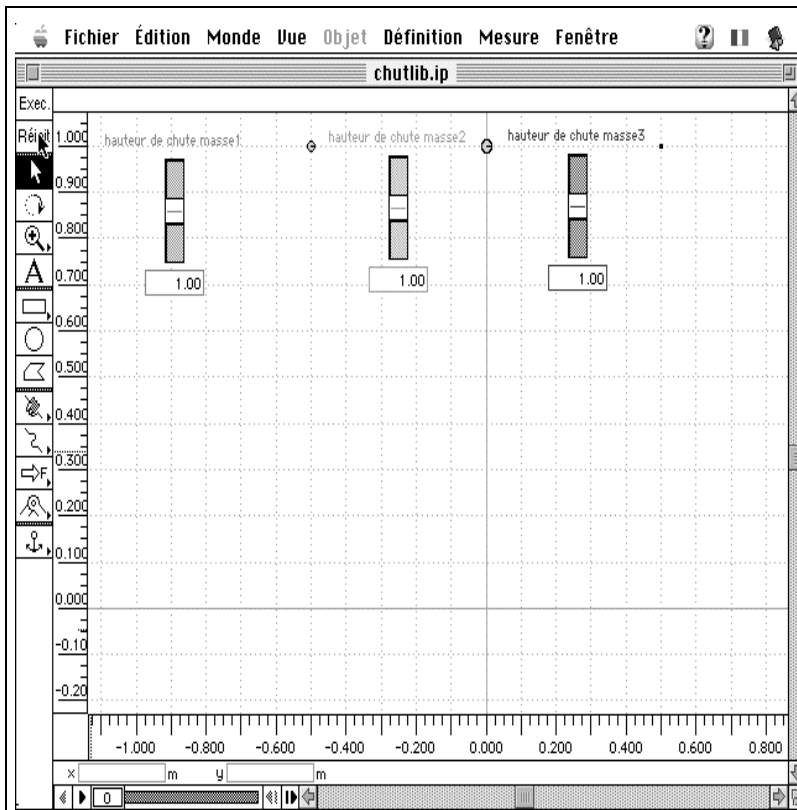 Fichier Édition Monde Vue Objet Définition Mesure Fenêtre
chutlib.ip
Exec.
1.000
hauteur de chute masse1
hauteur de chute masse2
hauteur de chute masse3
0.900
0.800
A
0.700
1.00
1.00
1.00
0.600
0.500
0.400
0.300
F
0.200
0.100
0.000
-0.10
-0.20
-1.000 -0.800 -0.600 -0.400 -0.200 0.000 0.200 0.400 0.600 0.800
x m y m
0